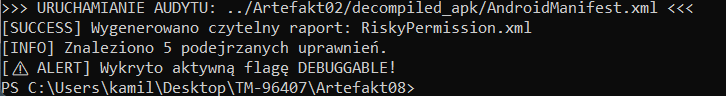 >>> URUCHAMIANIE AUDYTU: ../Artefakt02/decompiled_apk/AndroidManifest.xml <<<
[SUCCESS] Wygenerowano czytelny raport: RiskyPermission.xml
[INFO] Znaleziono 5 podejrzanych uprawnień.
[⚠ ALERT] Wykryto aktywną flagę DEBUGGABLE!
PS C:\Users\kamil\Desktop\TM-96407\Artefakt08>